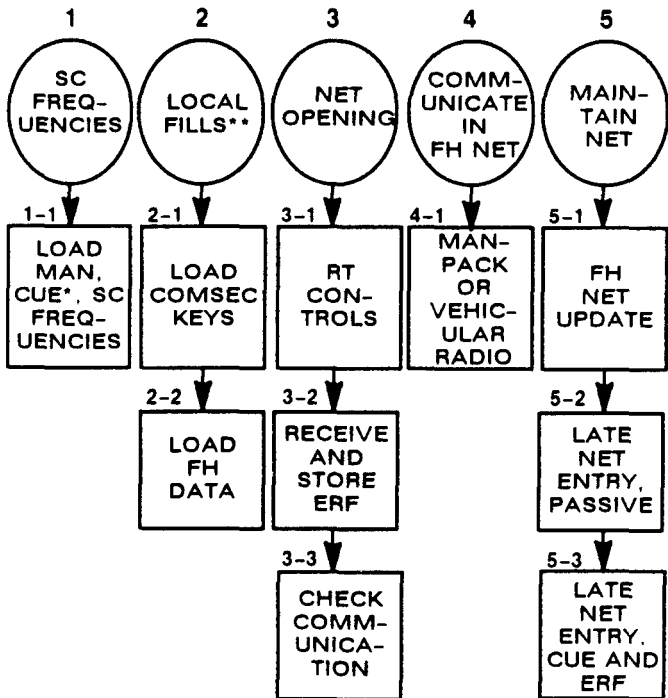 1 2 3 4 5
SC
FREQ-
UENCIES
LOCAL
FILLS**
NET
OPENING
COMM-
UNICATE
IN
FH NET
MAIN-
TAIN
NET
1-1
LOAD
MAN,
CUE*, SC
FREQ-
UENCIES
2-1
LOAD
COMSEC
KEYS
3-1
RT
CON-
TROLS
4-1
MAN-
PACK
OR
VEHIC-
ULAR
RADIO
5-1
FH
NET
UPDATE
2-2
LOAD
FH
DATA
3-2
RECEIVE
AND
STORE
ERF
5-2
LATE
NET
ENTRY,
PASSIVE
3-3
CHECK
COMM-
UNICA-
TION
5-3
LATE
NET
ENTRY.
CUE AND
ERF